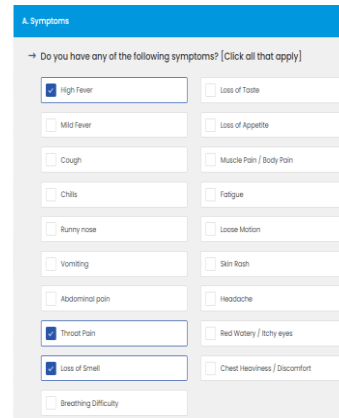 A. Symptoms
→ Do you have any of the following symptoms? [Click all that apply]
High Fever
Loss of Taste
Mild Fever
Loss of Appetite
Cough
Muscle Pain / Body Pain
Chills
Fatigue
Runny nose
Loose Motion
Vomiting
Skin Rash
Abdominal pain
Headache
Throat Pain
Red Watery / Itchy eyes
Loss of Smell
Chest Heaviness / Discomfort
Breathing Difficulty